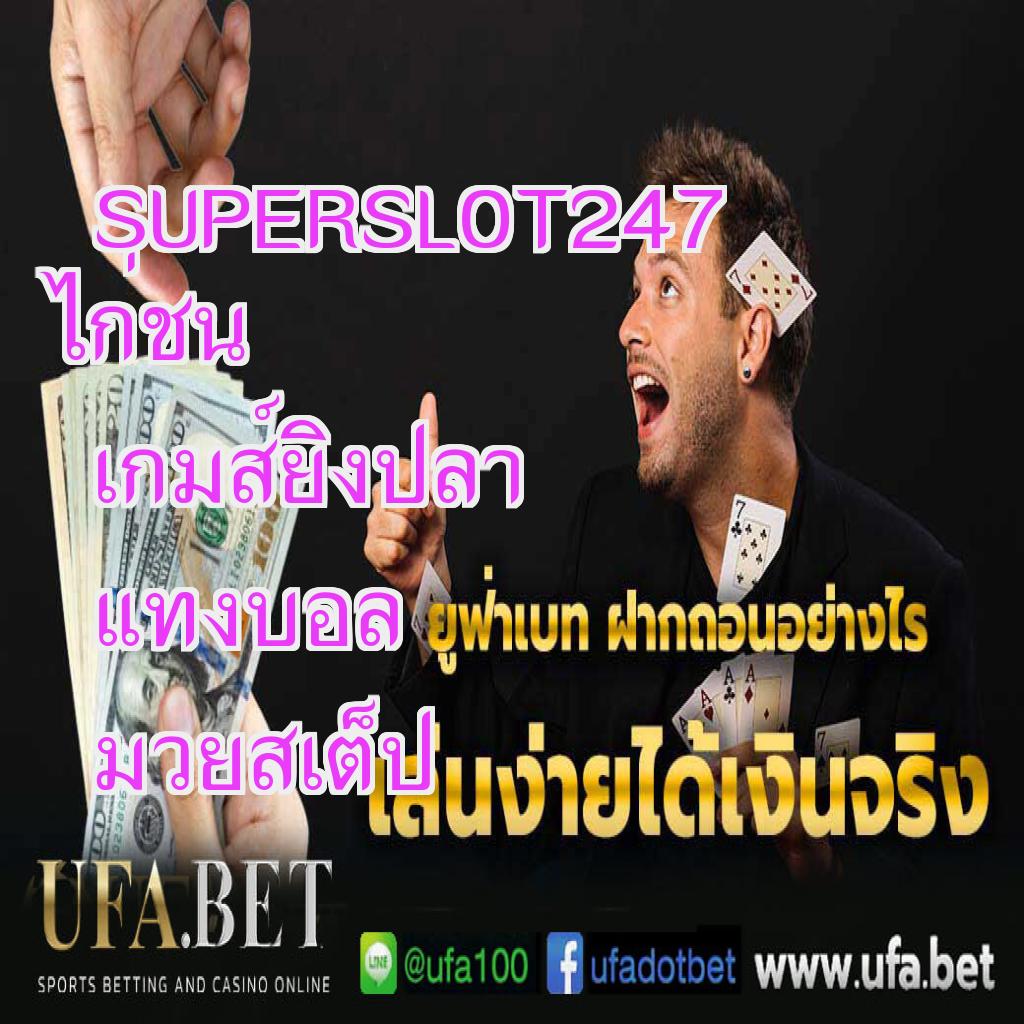 SUPERSLOT247
ไก่ชน
เกมส์ยิงปลา
แทงบอล
ยูฟ่าเบท ฝากถอนอย่างไร
มวยสเต็ป
เล่นง่ายได้เงินจริง
UFA.BET
SPORTS BETTING AND CASINO ONLINE
LINE @ufa100
f ufadotbet
www.ufa.bet